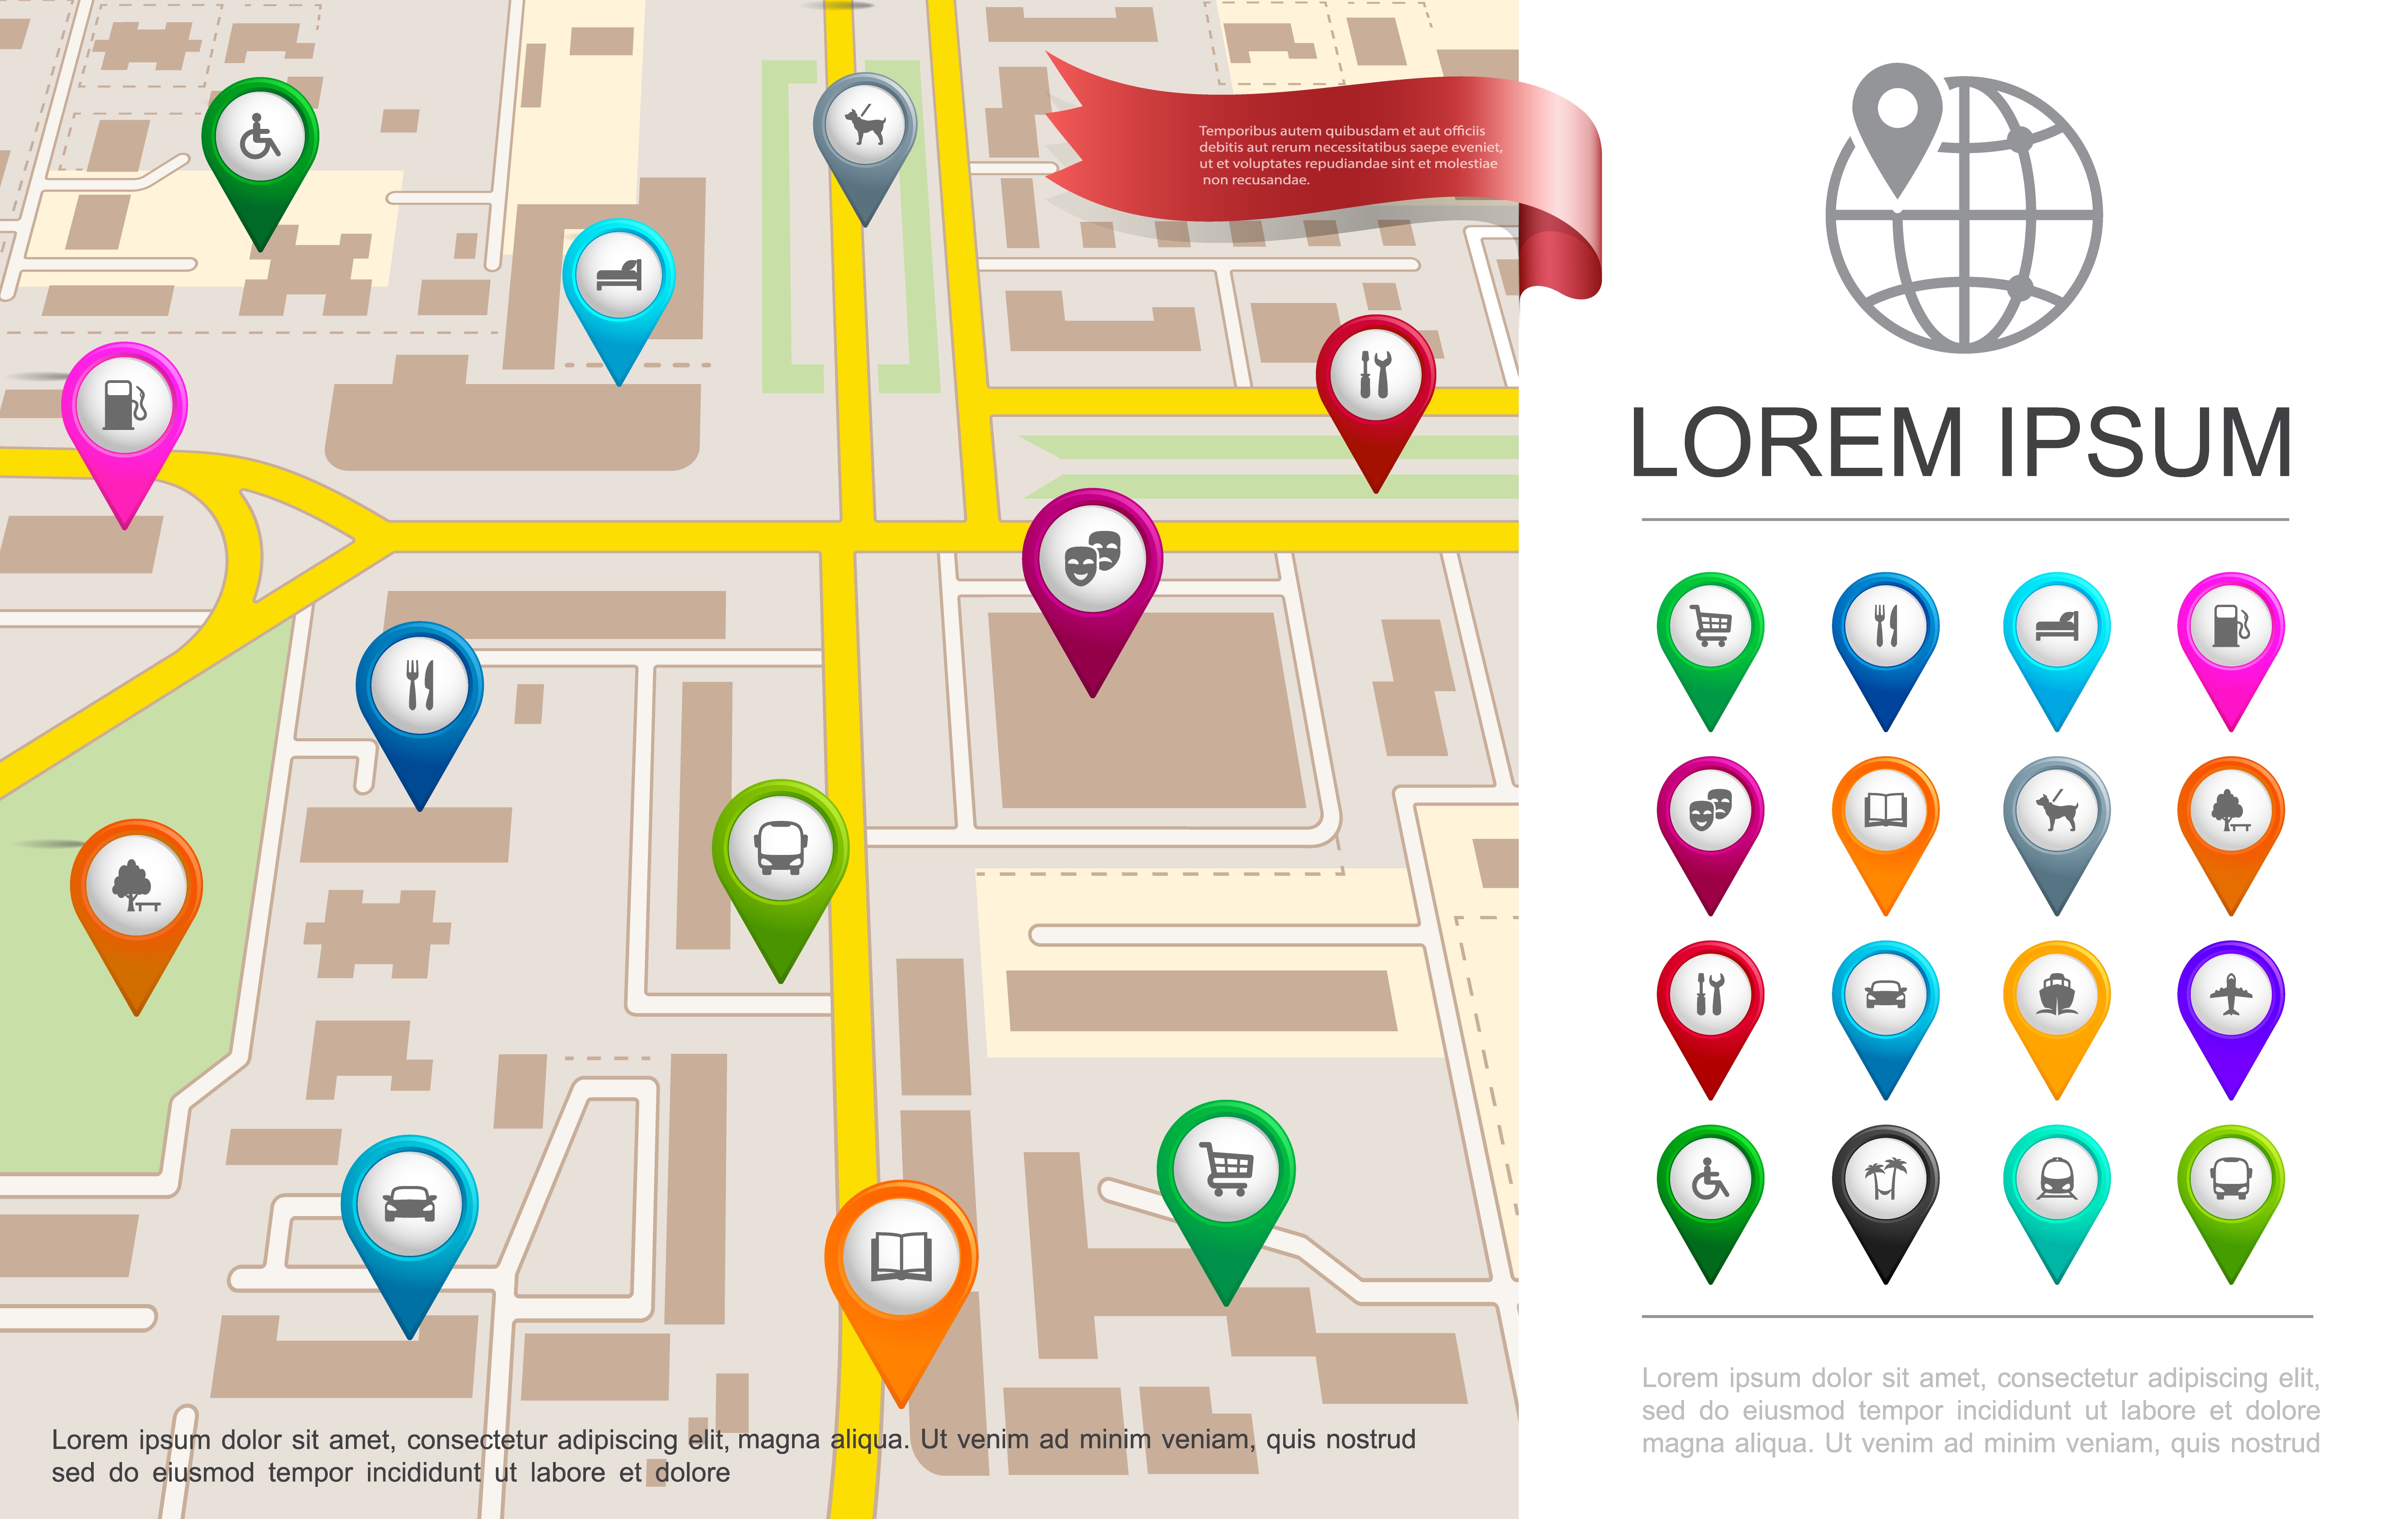 Temporibus autem quibusdam et aut officiis
debitis aut rerum necessitatibus saepe eveniet,
ut et voluptates repudiandae sint et molestiae
non recusandae.
LOREM IPSUM
Lorem ipsum dolor sit amet, consectetur adipiscing elit,
sed do eiusmod tempor incididunt ut labore et dolore
magna aliqua. Ut venim ad minim veniam, quis nostrud
Lorem ipsum dolor sit amet, consectetur adipiscing elit,
sed do eiusmod tempor incididunt ut labore et dolore
magna aliqua. Ut venim ad minim veniam, quis nostrud